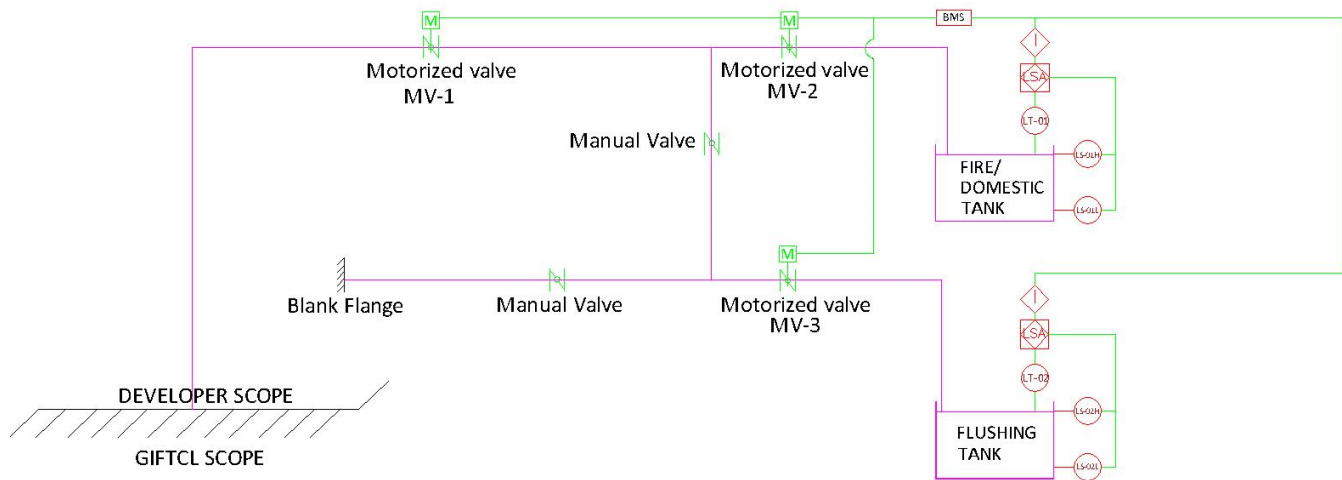 M
M
BMS
I
Motorized valve
MV-1
Motorized valve
MV-2
LSA
LT-01
Manual Valve
LS-01H
FIRE/
DOMESTIC
TANK
LS-01L
M
Blank Flange
Manual Valve
Motorized valve
MV-3
I
LSA
LT-02
DEVELOPER SCOPE
LS-02H
GIFTCL SCOPE
FLUSHING
TANK
LS-02L